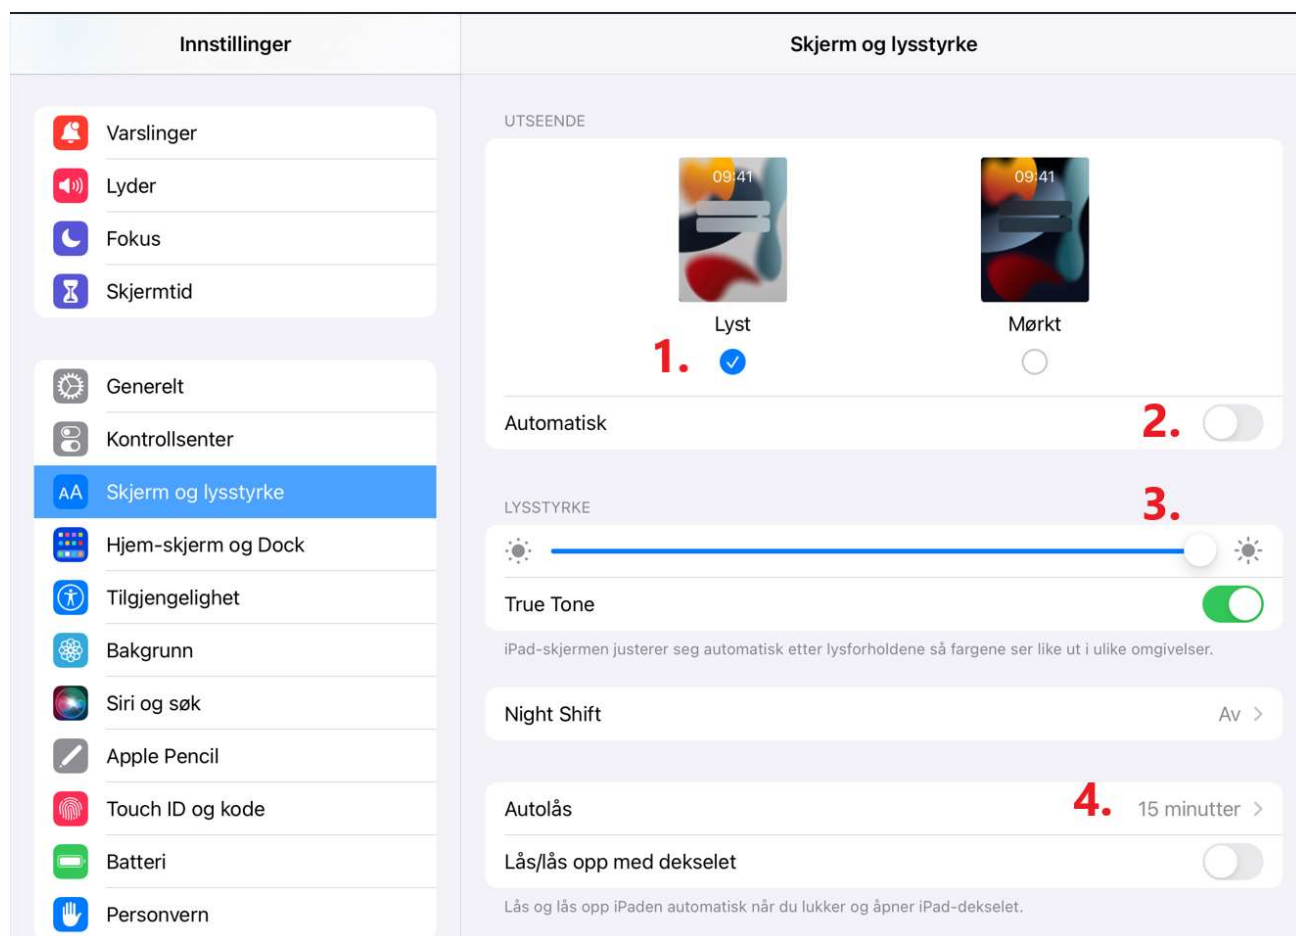 Innstillinger
Varslinger
Lyder
Fokus
Skjermtid
Generelt
Kontrollsenter
AA Skjerm og lysstyrke
Hjem-skjerm og Dock
Tilgjengelighet
Bakgrunn
Siri og søk
Apple Pencil
Touch ID og kode
Batteri
Personvern
Skjerm og lysstyrke
UTSEENDE
09:41 09:41
Lyst Mørkt
1.
Automatisk 2.
LYSSTYRKE 3.
True Tone
iPad-skjermen justerer seg automatisk etter lysforholdene så fargene ser like ut i ulike omgivelser.
Night Shift Av
Autolås 4. 15 minutter
Lås/lås opp med dekselet
Lås og lås opp iPaden automatisk når du lukker og åpner iPad-dekselet.